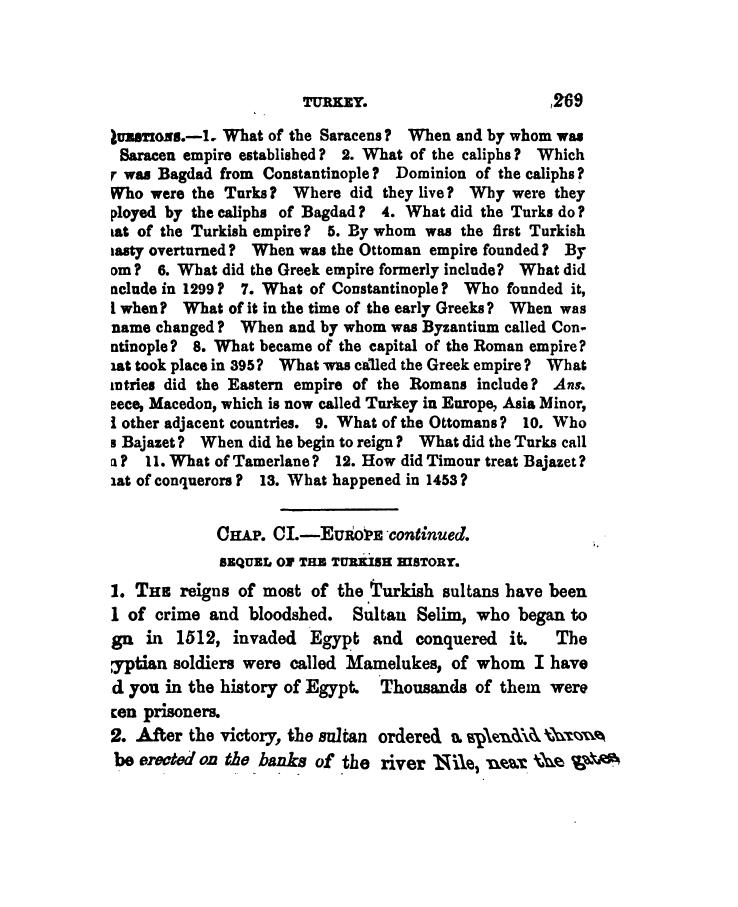 TURKEY. 269
QUESTIONS.—1. What of the Saracens? When and by whom was
Saracen empire established? 2. What of the caliphs? Which
r was Bagdad from Constantinople? Dominion of the caliphs?
Who were the Turks? Where did they live? Why were they
ployed by the caliphs of Bagdad? 4. What did the Turks do?
at of the Turkish empire? 5. By whom was the first Turkish
nasty overturned? When was the Ottoman empire founded? By
om? 6. What did the Greek empire formerly include? What did
nclude in 1299? 7. What of Constantinople? Who founded it,
l when? What of it in the time of the early Greeks? When was
name changed? When and by whom was Byzantium called Con-
ntinople? 8. What became of the capital of the Roman empire?
hat took place in 395? What was called the Greek empire? What
untries did the Eastern empire of the Romans include? Ans.
eece, Macedon, which is now called Turkey in Europe, Asia Minor,
d other adjacent countries. 9. What of the Ottomans? 10. Who
s Bajazet? When did he begin to reign? What did the Turks call
n? 11. What of Tamerlane? 12. How did Timour treat Bajazet?
hat of conquerors? 13. What happened in 1453?
CHAP. CI.—EUROPE continued.
SEQUEL OF THE TURKISH HISTORY.
1. THE reigns of most of the Turkish sultans have been
l of crime and bloodshed. Sultan Selim, who began to
gn in 1512, invaded Egypt and conquered it. The
gyptian soldiers were called Mamelukes, of whom I have
d you in the history of Egypt. Thousands of them were
ken prisoners.
2. After the victory, the sultan ordered a splendid throne
be erected on the banks of the river Nile, near the gates